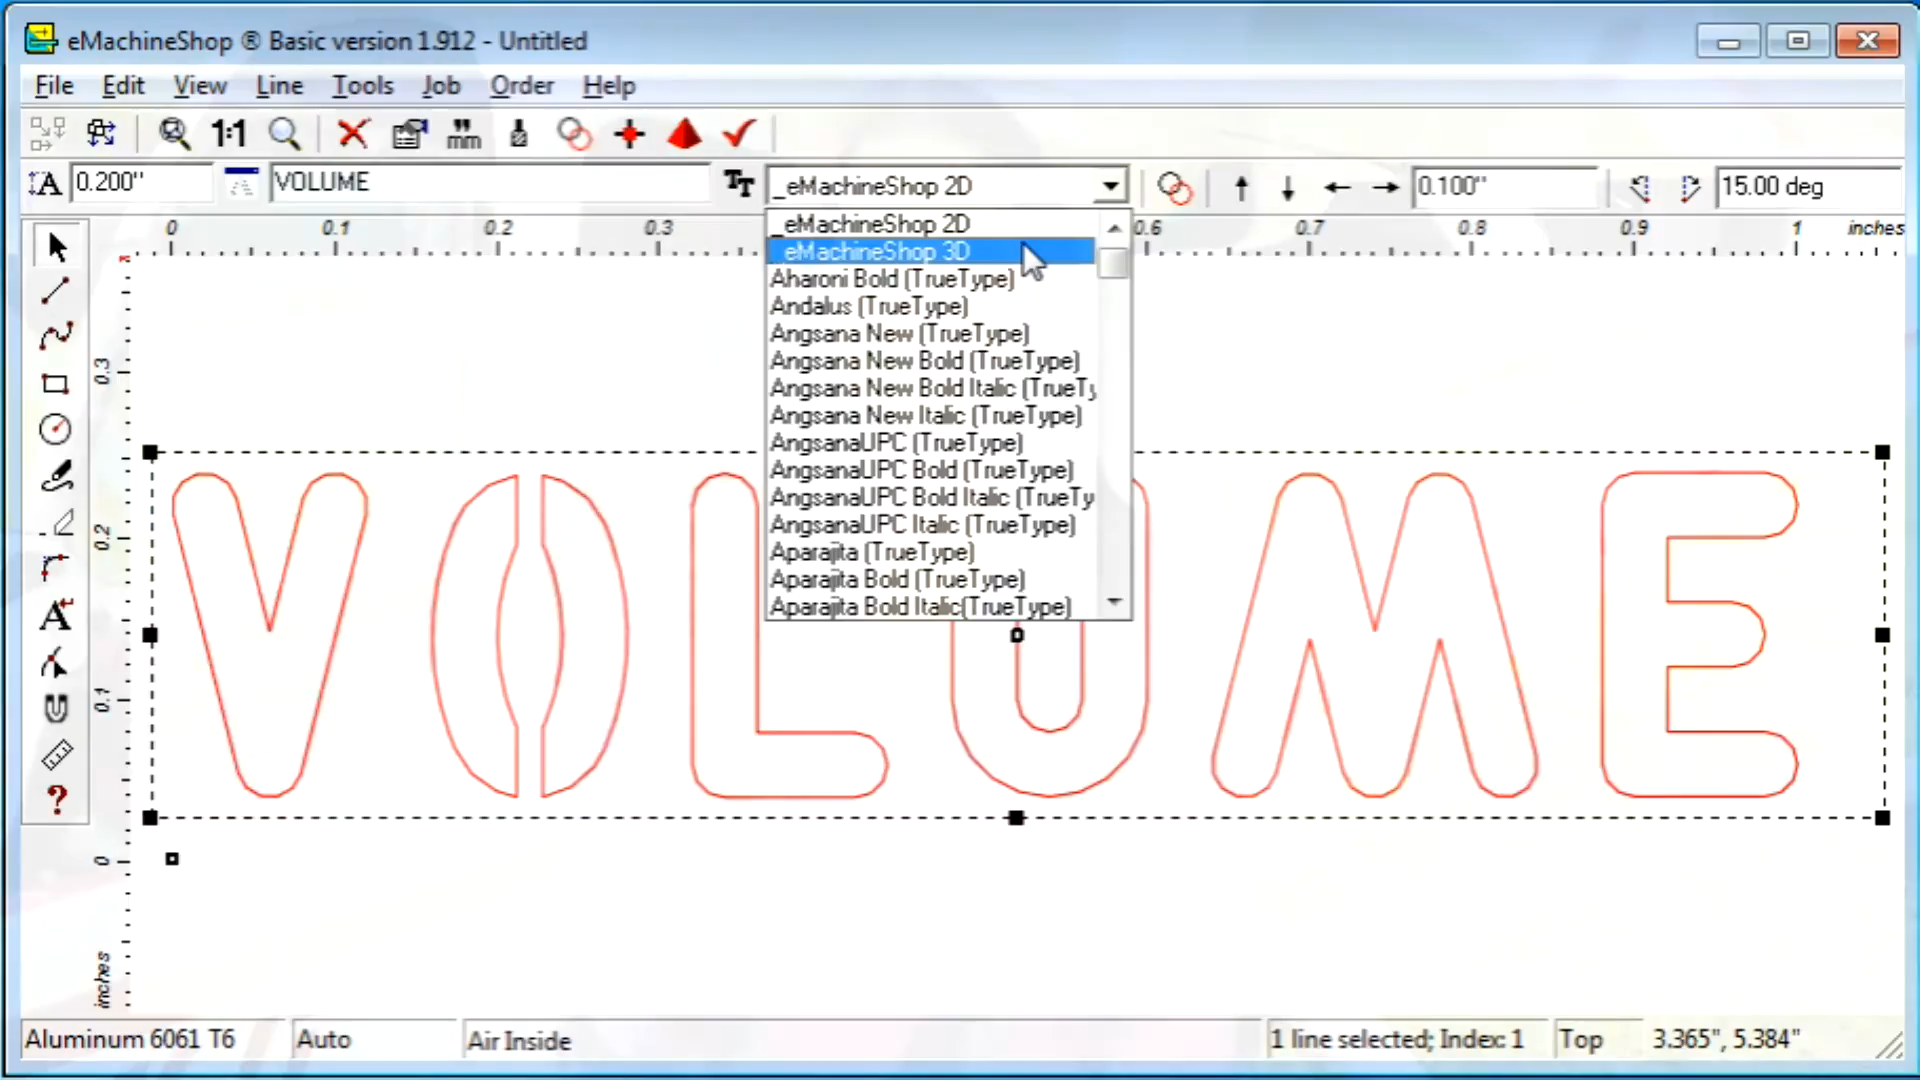 eMachineShop ® Basic version 1.912 - Untitled
File Edit View Line Tools Job Order Help
1:1 mm
A 0.200" VOLUME TT _eMachineShop 2D 0.100" 15.00 deg
0 0.1 0.2 0.3 0.6 0.7 0.8 0.9 1 inches
_eMachineShop 2D
_eMachineShop 3D
Aharoni Bold (TrueType)
Andalus (TrueType)
Angsana New (TrueType)
Angsana New Bold (TrueType)
Angsana New Bold Italic (TrueTy
Angsana New Italic (TrueType)
AngsanaUPC (TrueType)
AngsanaUPC Bold (TrueType)
AngsanaUPC Bold Italic (TrueTy
AngsanaUPC Italic (TrueType)
Aparajita (TrueType)
Aparajita Bold (TrueType)
Aparajita Bold Italic(TrueType)
0.3
0.2
0.1
0
inches
A
?
VOLUME
Aluminum 6061 T6 Auto Air Inside 1 line selected; Index: 1 Top 3.365", 5.384"